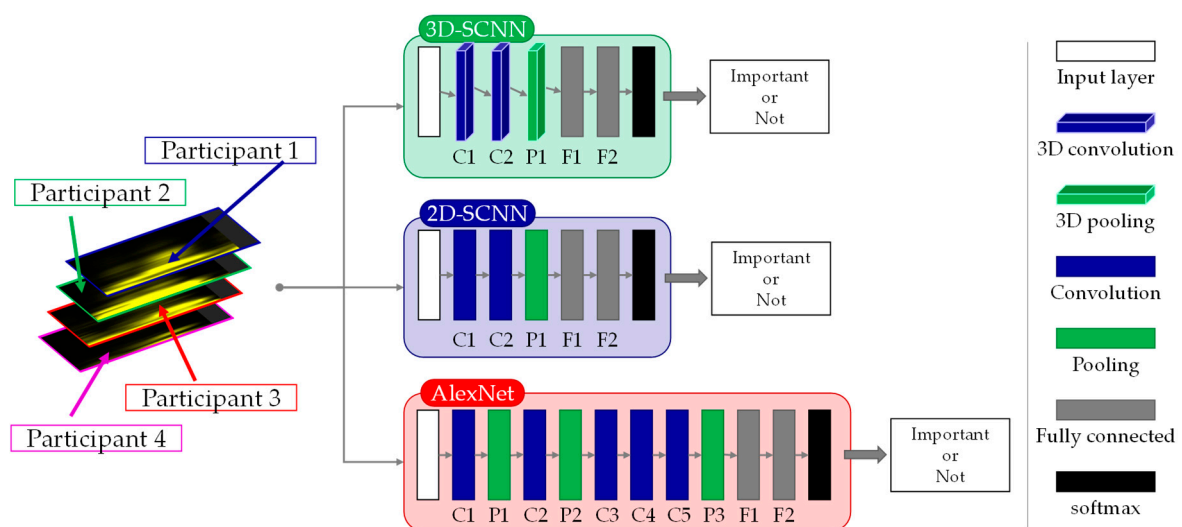 Participant 1
Participant 2
Participant 3
Participant 4
3D-SCNN
C1 C2 P1 F1 F2
Important
or
Not
2D-SCNN
C1 C2 P1 F1 F2
Important
or
Not
AlexNet
C1 P1 C2 P2 C3 C4 C5 P3 F1 F2
Important
or
Not
Input layer
3D convolution
3D pooling
Convolution
Pooling
Fully connected
softmax